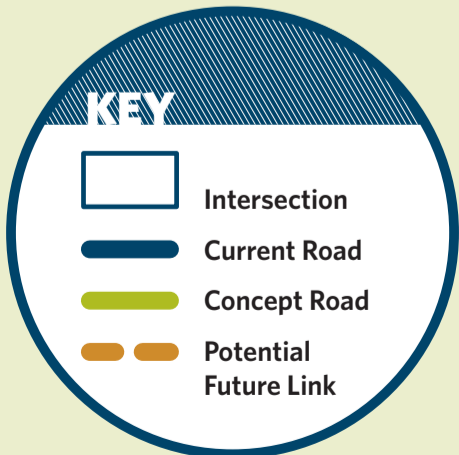 KEY
Intersection
Current Road
Concept Road
Potential
Future Link